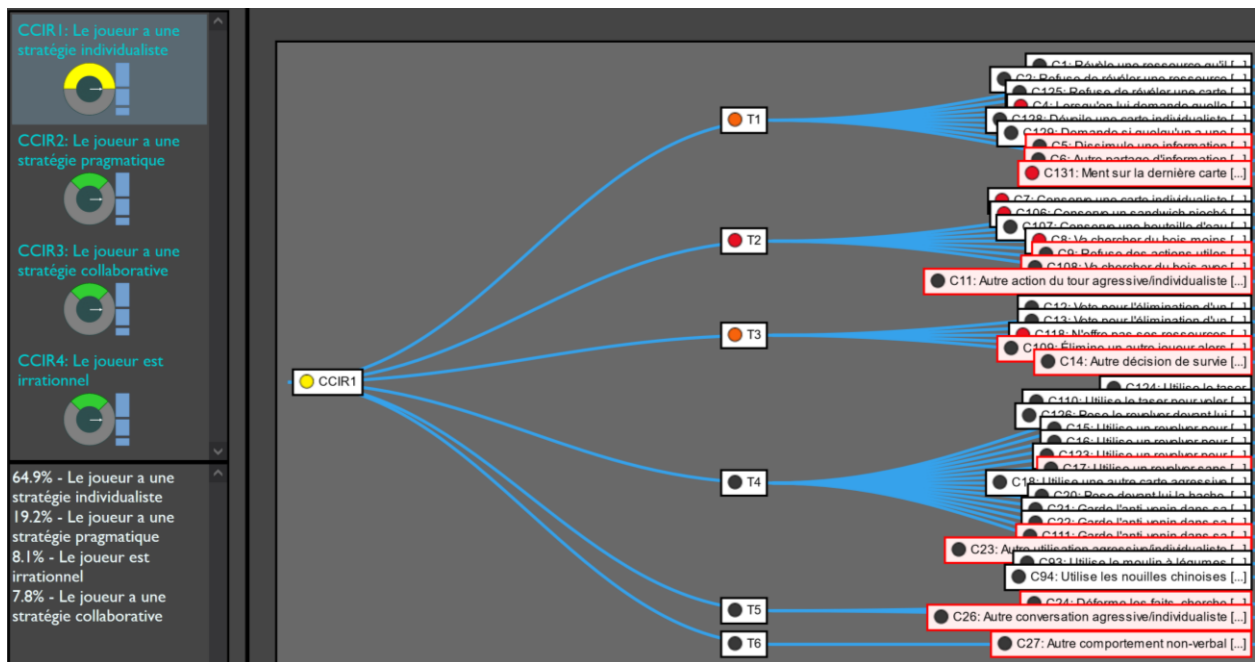 CCIR1: Le joueur a une
stratégie individualiste
CCIR2: Le joueur a une
stratégie pragmatique
CCIR3: Le joueur a une
stratégie collaborative
CCIR4: Le joueur est
irrationnel
64.9% - Le joueur a une
stratégie individualiste
19.2% - Le joueur a une
stratégie pragmatique
8.1% - Le joueur est
irrationnel
7.8% - Le joueur a une
stratégie collaborative
CCIR1
T1
T2
T3
T4
T5
T6
C1: Révèle une ressource qu'il [...]
C2: Refuse de révéler une ressource [...]
C125: Refuse de révéler une carte [...]
C4: Lorsqu'on lui demande quelle [...]
C128: Dévoile une carte individualiste [...]
C129: Demande si quelqu'un a une [...]
C5: Dissimule une information [...]
C6: Autre partage d'information [...]
C131: Ment sur la dernière carte [...]
C7: Conserve une carte individualiste [...]
C106: Conserve un sandwich pioché [...]
C107: Conserve une bouteille d'eau [...]
C8: Va chercher du bois moins [...]
C9: Refuse des actions utiles [...]
C108: Va chercher du bois avec [...]
C11: Autre action du tour agressive/individualiste [...]
C12: Vote pour l'élimination d'un [...]
C13: Vote pour l'élimination d'un [...]
C118: N'offre pas ses ressources [...]
C109: Élimine un autre joueur alors [...]
C14: Autre décision de survie [...]
C124: Utilise le taser
C110: Utilise le taser pour voler [...]
C126: Pose le revolver devant lui [...]
C15: Utilise un revolver pour [...]
C16: Utilise un revolver pour [...]
C123: Utilise un revolver pour [...]
C17: Utilise un revolver sans [...]
C18: Utilise une autre carte agressive [...]
C20: Pose devant lui la hache [...]
C21: Garde l'anti-venin dans sa [...]
C22: Garde l'anti-venin dans sa [...]
C111: Garde l'anti-venin dans sa [...]
C23: Autre utilisation agressive/individualiste [...]
C93: Utilise le moulin à légumes [...]
C94: Utilise les nouilles chinoises [...]
C24: Déforme les faits, cherche [...]
C26: Autre conversation agressive/individualiste [...]
C27: Autre comportement non-verbal [...]